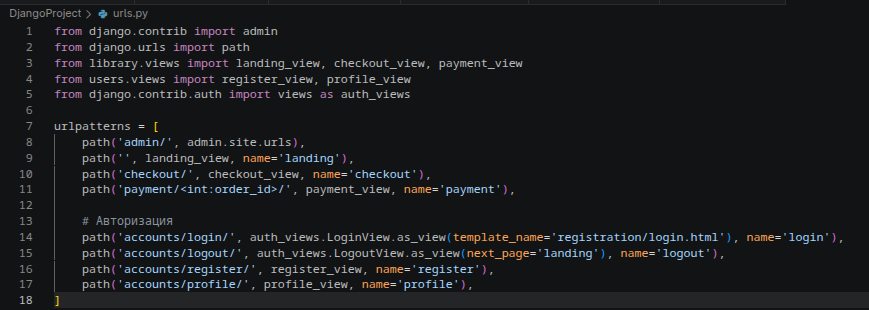 DjangoProject > urls.py
1 from django.contrib import admin
2 from django.urls import path
3 from library.views import landing_view, checkout_view, payment_view
4 from users.views import register_view, profile_view
5 from django.contrib.auth import views as auth_views
6
7 urlpatterns = [
8     path('admin/', admin.site.urls),
9     path('', landing_view, name='landing'),
10     path('checkout/', checkout_view, name='checkout'),
11     path('payment/<int:order_id>/', payment_view, name='payment'),
12
13     # Авторизация
14     path('accounts/login/', auth_views.LoginView.as_view(template_name='registration/login.html'), name='login'),
15     path('accounts/logout/', auth_views.LogoutView.as_view(next_page='landing'), name='logout'),
16     path('accounts/register/', register_view, name='register'),
17     path('accounts/profile/', profile_view, name='profile'),
18 ]